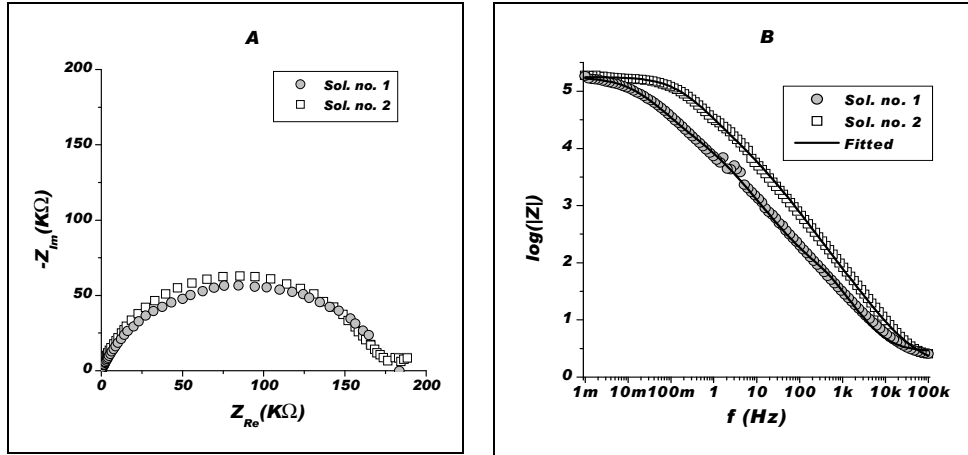 A
200
150
100
50
0
-Z_Im(KΩ)
Sol. no. 1
Sol. no. 2
0 50 100 150 200
Z_Re(KΩ)
B
5
4
3
2
1
0
log(|Z|)
Sol. no. 1
Sol. no. 2
Fitted
1m 10m 100m 1 10 100 1k 10k 100k
f (Hz)